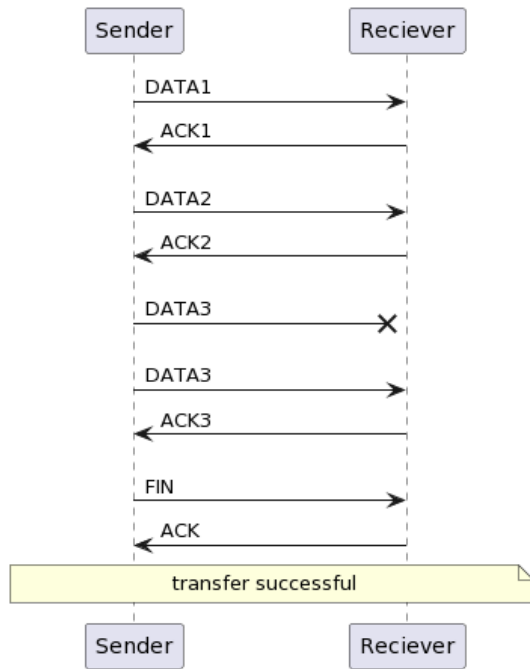 Sender Reciever
DATA1
ACK1
DATA2
ACK2
DATA3
DATA3
ACK3
FIN
ACK
transfer successful
Sender Reciever